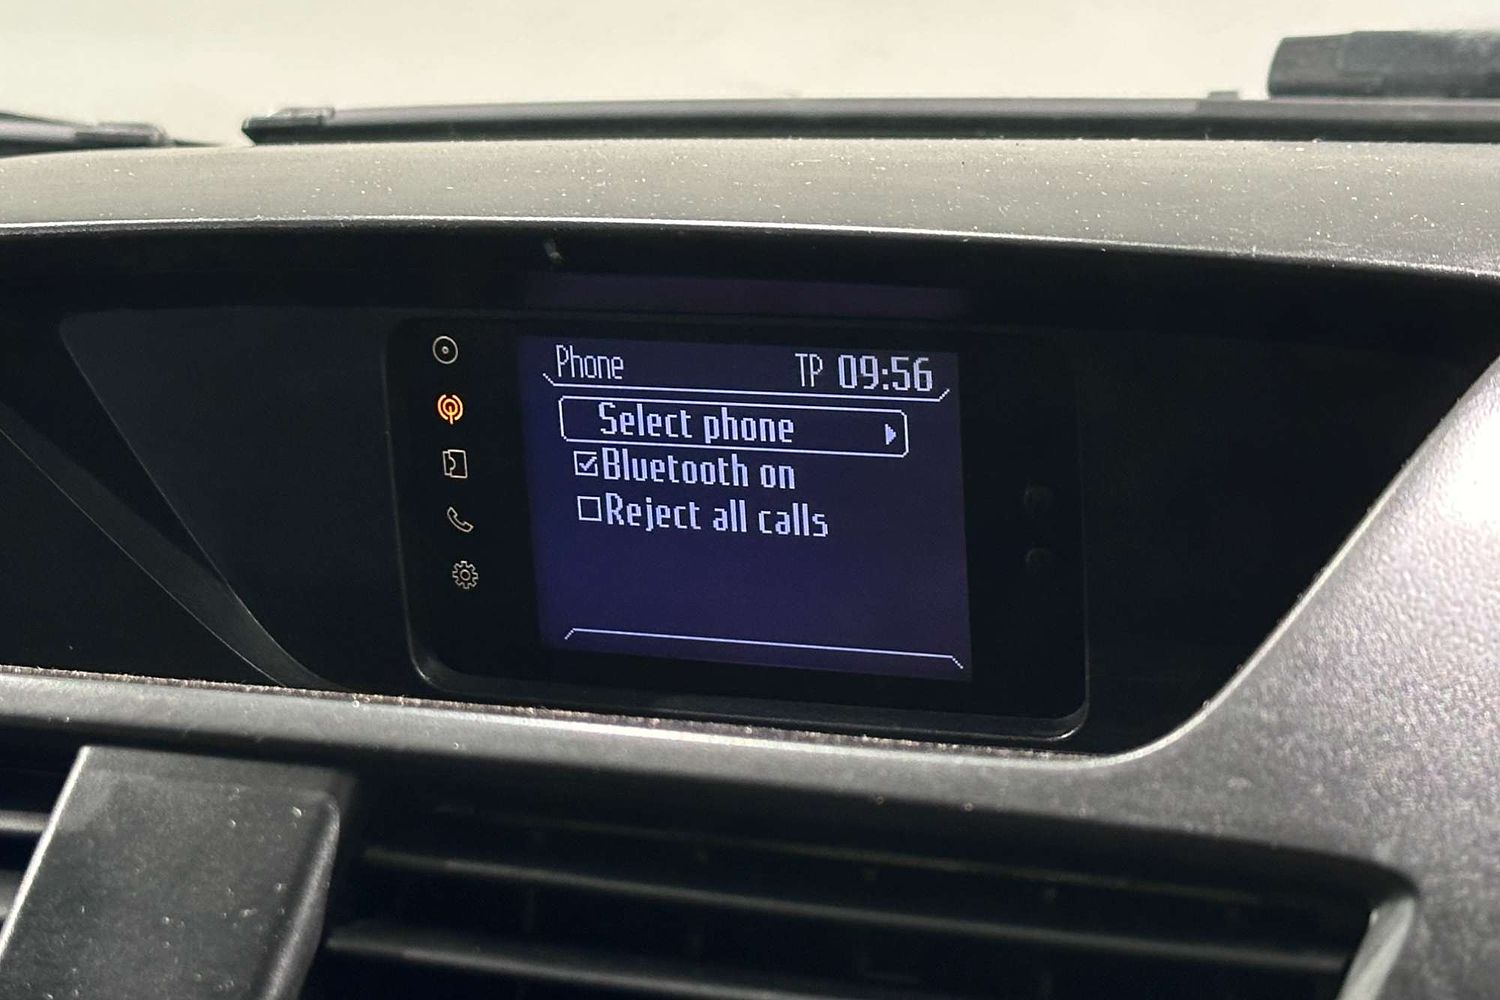 Phone TP 09:56
Select phone
Bluetooth on
Reject all calls